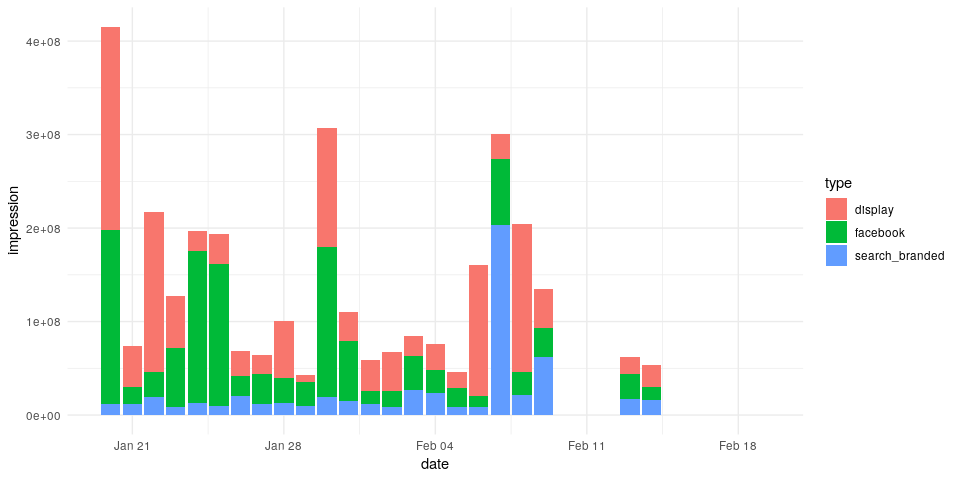 4e+08
3e+08
2e+08
1e+08
0e+00
impression
Jan 21
Jan 28
Feb 04
Feb 11
Feb 18
date
type
display
facebook
search_branded